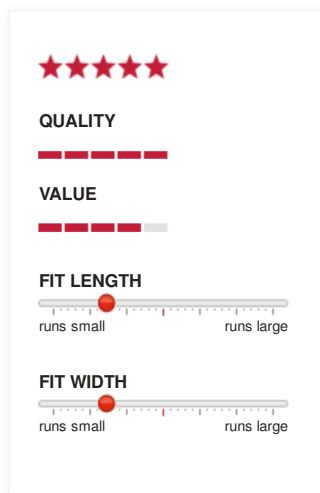 QUALITY
VALUE
FIT LENGTH
runs small runs large
FIT WIDTH
runs small runs large